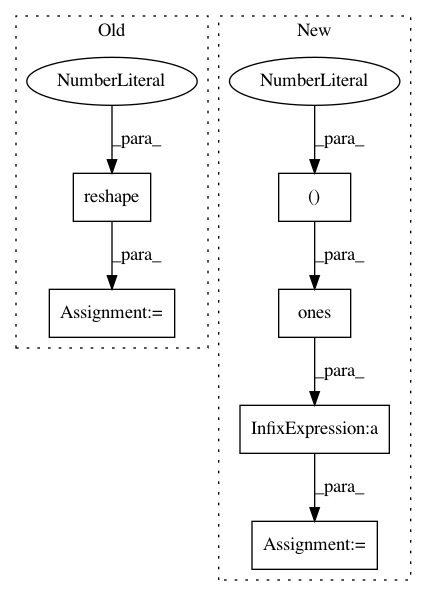 Old
New
NumberLiteral
NumberLiteral
_para_
_para_
reshape
()
_para_
_para_
Assignment:=
ones
_para_
InfixExpression:a
_para_
Assignment:=